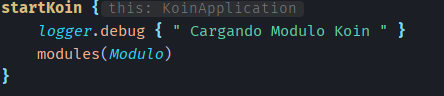 startKoin { this: KoinApplication
logger.debug { " Cargando Modulo Koin " }
modules(Modulo)
}